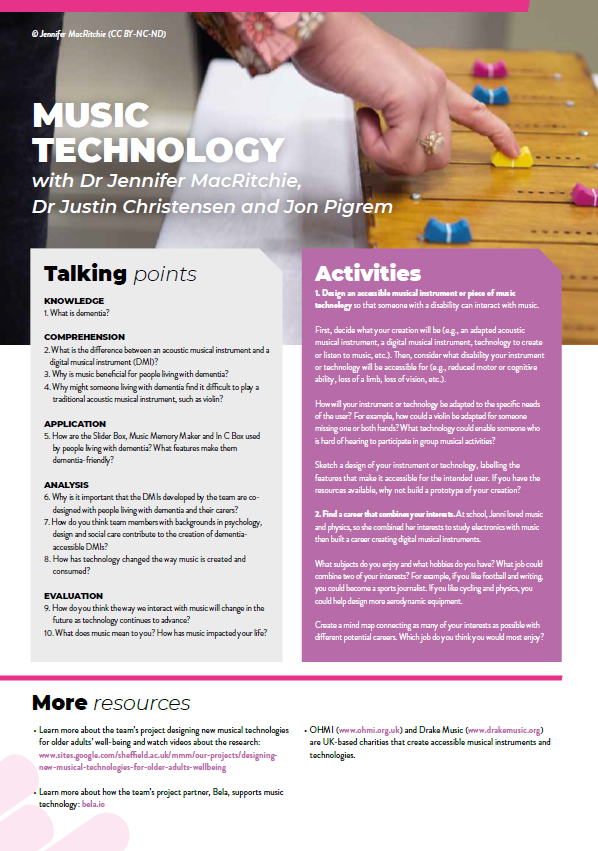 © Jennifer MacRitchie (CC BY-NC-ND)
MUSIC
TECHNOLOGY
with Dr Jennifer MacRitchie,
Dr Justin Christensen and Jon Pigrem
Talking points
KNOWLEDGE
1. What is dementia?
COMPREHENSION
2. What is the difference between an acoustic musical instrument and a
digital musical instrument (DMI)?
3. Why is music beneficial for people living with dementia?
4. Why might someone living with dementia find it difficult to play a
traditional acoustic musical instrument, such as violin?
APPLICATION
5. How are the Slider Box, Music Memory Maker and In C Box used
by people living with dementia? What features make them
dementia-friendly?
ANALYSIS
6. Why is it important that the DMIs developed by the team are co-
designed with people living with dementia and their carers?
7. How do you think team members with backgrounds in psychology,
design and social care contribute to the creation of dementia-
accessible DMIs?
8. How has technology changed the way music is created and
consumed?
EVALUATION
9. How do you think the way we interact with music will change in the
future as technology continues to advance?
10. What does music mean to you? How has music impacted your life?
Activities
1. Design an accessible musical instrument or piece of music
technology so that someone with a disability can interact with music.
First, decide what your creation will be (e.g., an adapted acoustic
musical instrument, a digital musical instrument, technology to create
or listen to music, etc.). Then, consider what disability your instrument
or technology will be accessible for (e.g., reduced motor or cognitive
ability, loss of a limb, loss of vision, etc.).
How will your instrument or technology be adapted to the specific needs
of the user? For example, how could a violin be adapted for someone
missing one or both hands? What technology could enable someone who
is hard of hearing to participate in group musical activities?
Sketch a design of your instrument or technology, labelling the
features that make it accessible for the intended user. If you have the
resources available, why not build a prototype of your creation?
2. Find a career that combines your interests. At school, Jenni loved music
and physics, so she combined her interests to study electronics with music
then built a career creating digital musical instruments.
What subjects do you enjoy and what hobbies do you have? What job could
combine two of your interests? For example, if you like football and writing,
you could become a sports journalist. If you like cycling and physics, you
could help design more aerodynamic equipment.
Create a mind map connecting as many of your interests as possible with
different potential careers. Which job do you think you would most enjoy?
More resources
• Learn more about the team's project designing new musical technologies
for older adults' well-being and watch videos about the research:
www.sites.google.com/sheffield.ac.uk/mmm/our-projects/designing-
new-musical-technologies-for-older-adults-wellbeing
• Learn more about how the team's project partner, Bela, supports music
technology: bela.io
• OHMI (www.ohmi.org.uk) and Drake Music (www.drakemusic.org)
are UK-based charities that create accessible musical instruments and
technologies.